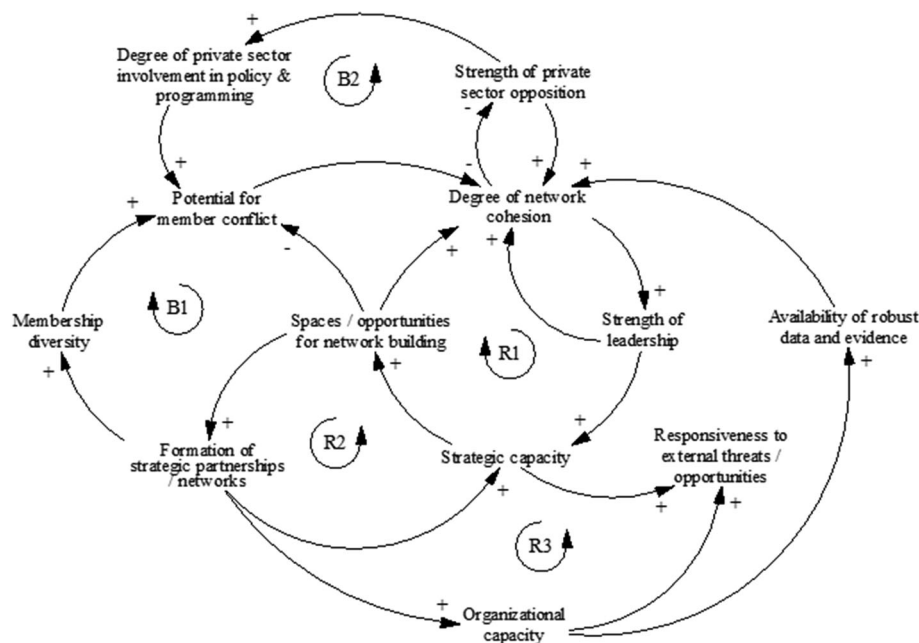 +
Degree of private sector
involvement in policy &
programming
B2
Strength of private
sector opposition
-
+
+
+
-
Potential for
member conflict
Degree of network
cohesion
+
+
+
-
B1
Membership
diversity
Spaces / opportunities
for network building
R1
+
Strength of
leadership
Availability of robust
data and evidence
+
+
+
+
R2
+
Formation of
strategic partnerships
/ networks
Strategic capacity
Responsiveness to
external threats /
opportunities
+
+
+
R3
+
Organizational
capacity